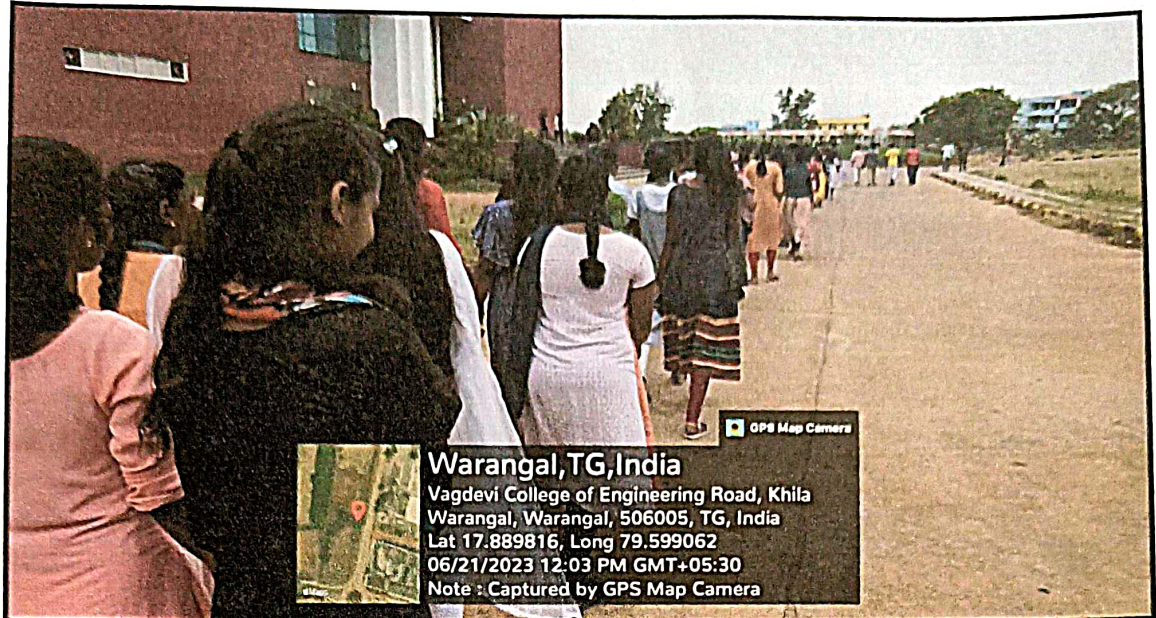 GPS Map Camera
Warangal,TG,India
Vagdevi College of Engineering Road, Khila
Warangal, Warangal, 506005, TG, India
Lat 17.889816, Long 79.599062
06/21/2023 12:03 PM GMT+05:30
Note : Captured by GPS Map Camera